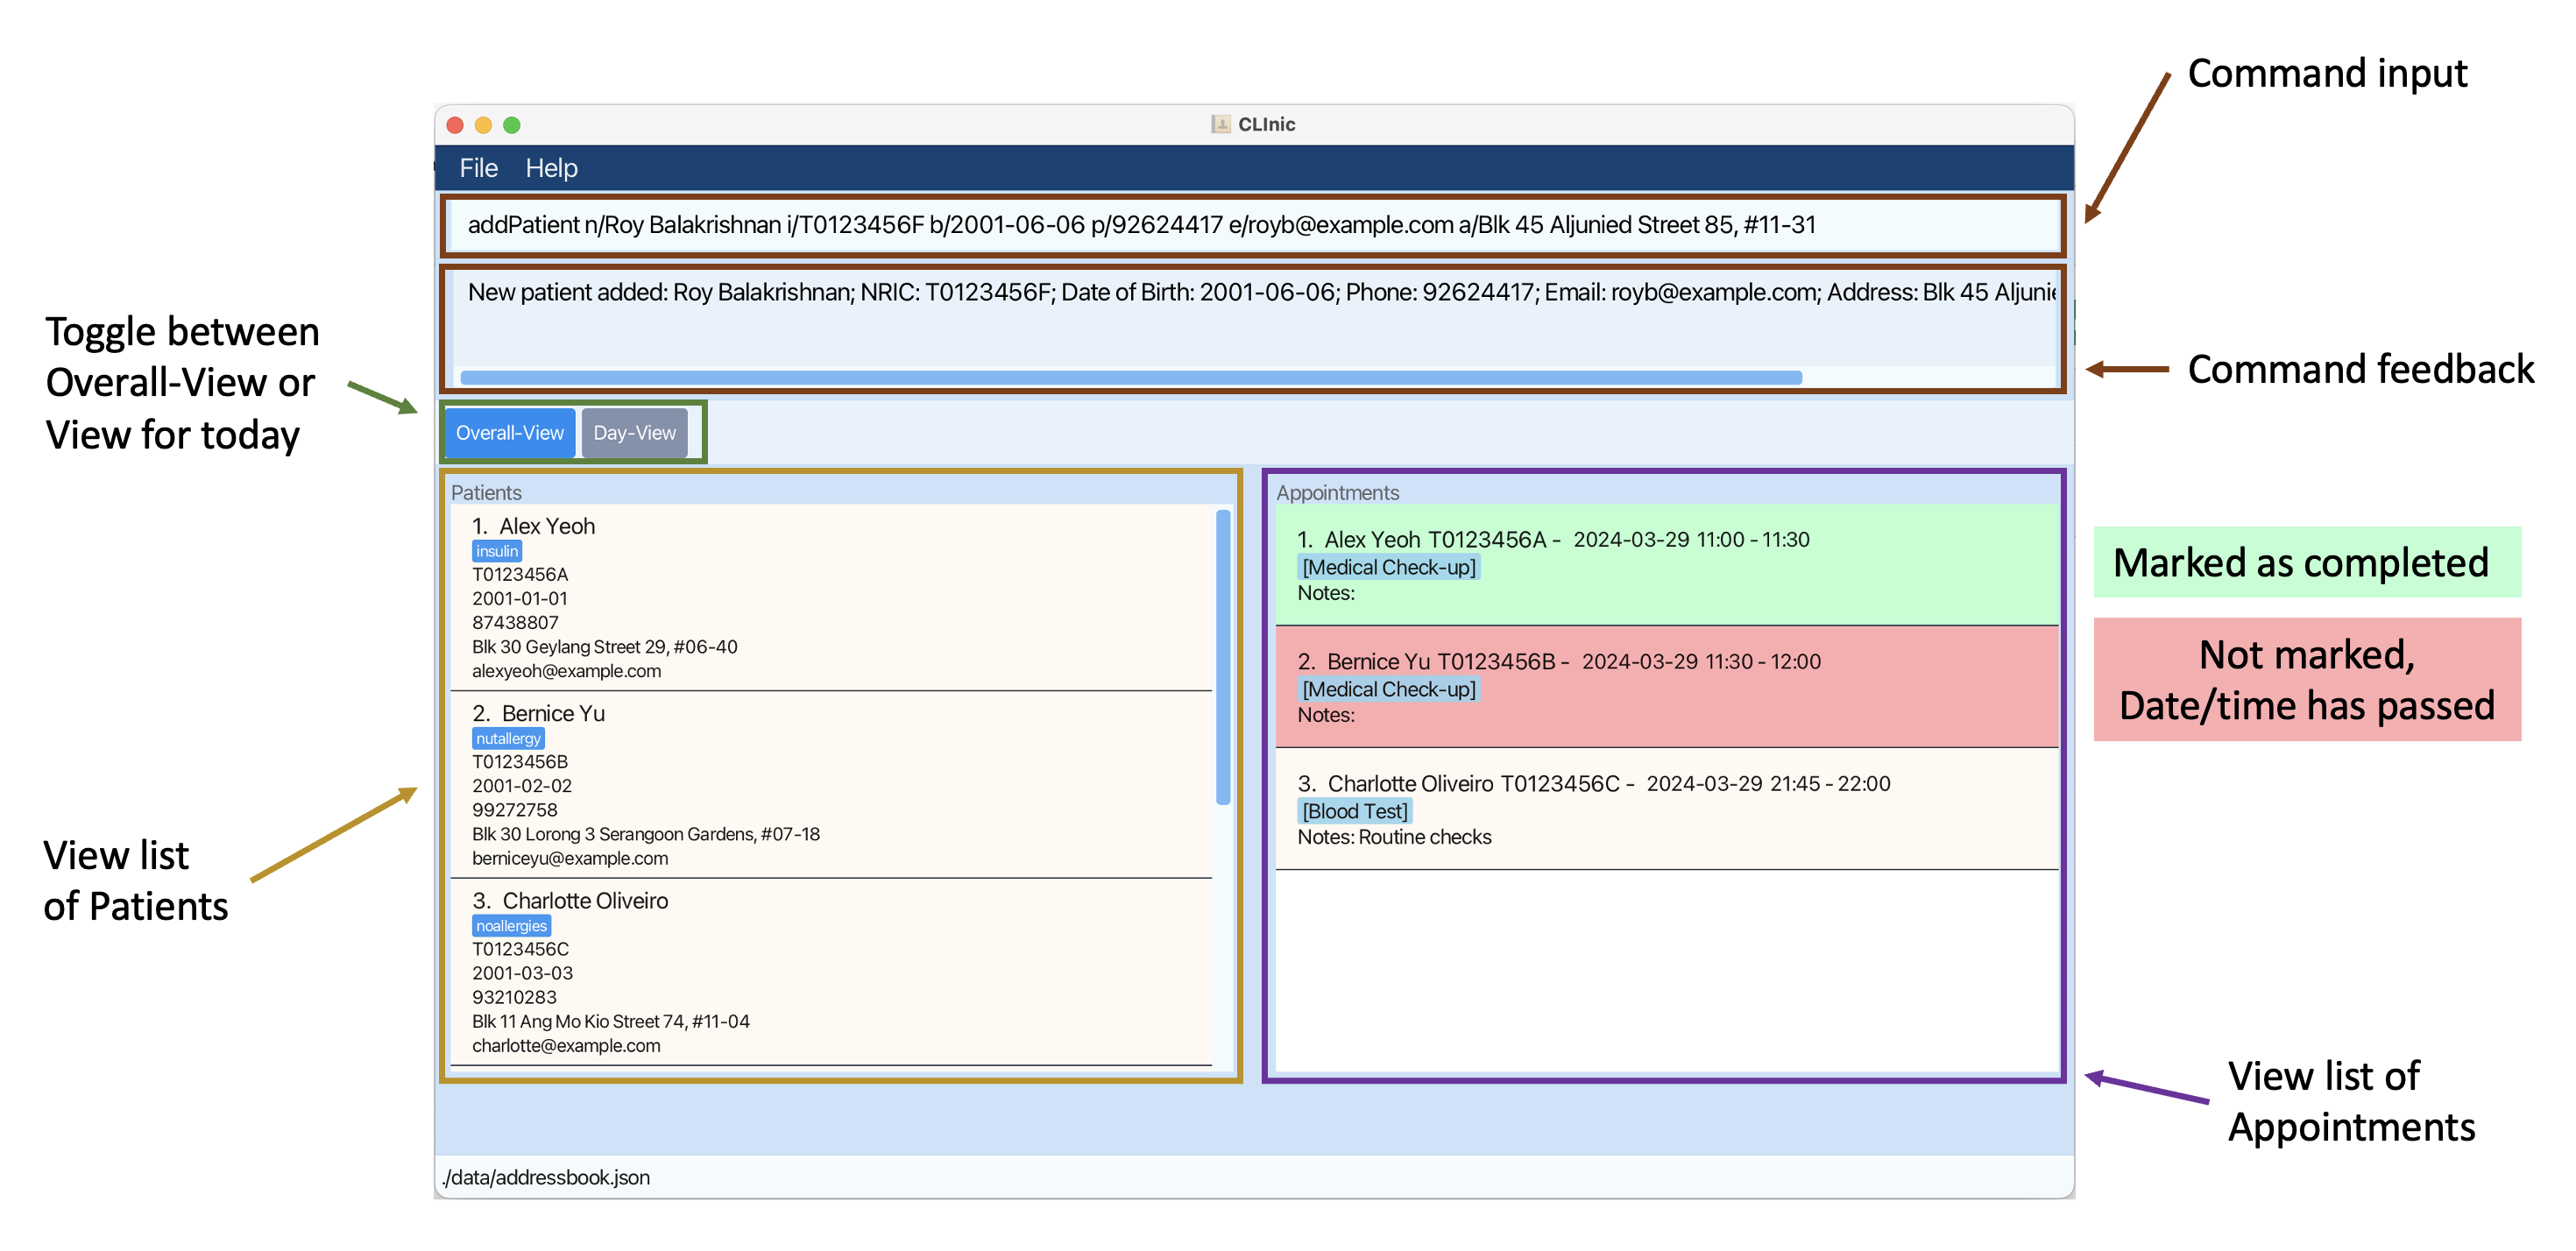 Command input
CLInic
File Help
addPatient n/Roy Balakrishnan i/T0123456F b/2001-06-06 p/92624417 e/royb@example.com a/Blk 45 Aljunied Street 85, #11-31
New patient added: Roy Balakrishnan; NRIC: T0123456F; Date of Birth: 2001-06-06; Phone: 92624417; Email: royb@example.com; Address: Blk 45 Aljunie
Command feedback
Toggle between
Overall-View or
View for today
Overall-View Day-View
Patients
1. Alex Yeoh
insulin
T0123456A
2001-01-01
87438807
Blk 30 Geylang Street 29, #06-40
alexyeoh@example.com
2. Bernice Yu
nutallergy
T0123456B
2001-02-02
99272758
Blk 30 Lorong 3 Serangoon Gardens, #07-18
berniceyu@example.com
3. Charlotte Oliveiro
noallergies
T0123456C
2001-03-03
93210283
Blk 11 Ang Mo Kio Street 74, #11-04
charlotte@example.com
View list
of Patients
Appointments
1. Alex Yeoh T0123456A - 2024-03-29 11:00 - 11:30
[Medical Check-up]
Notes:
2. Bernice Yu T0123456B - 2024-03-29 11:30 - 12:00
[Medical Check-up]
Notes:
3. Charlotte Oliveiro T0123456C - 2024-03-29 21:45 - 22:00
[Blood Test]
Notes: Routine checks
Marked as completed
Not marked,
Date/time has passed
View list of
Appointments
./data/addressbook.json